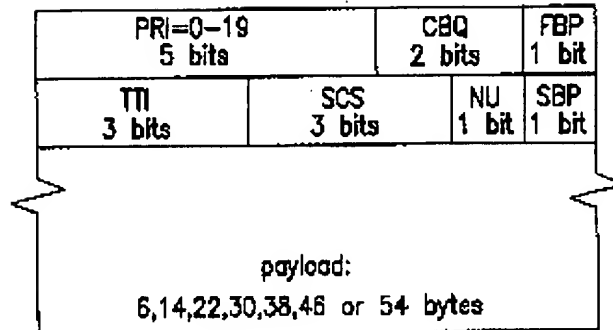 PRI=0-19 CBQ FBP
5 bits 2 bits 1 bit
TTI SCS NU SBP
3 bits 3 bits 1 bit 1 bit
payload:
6,14,22,30,38,46 or 54 bytes